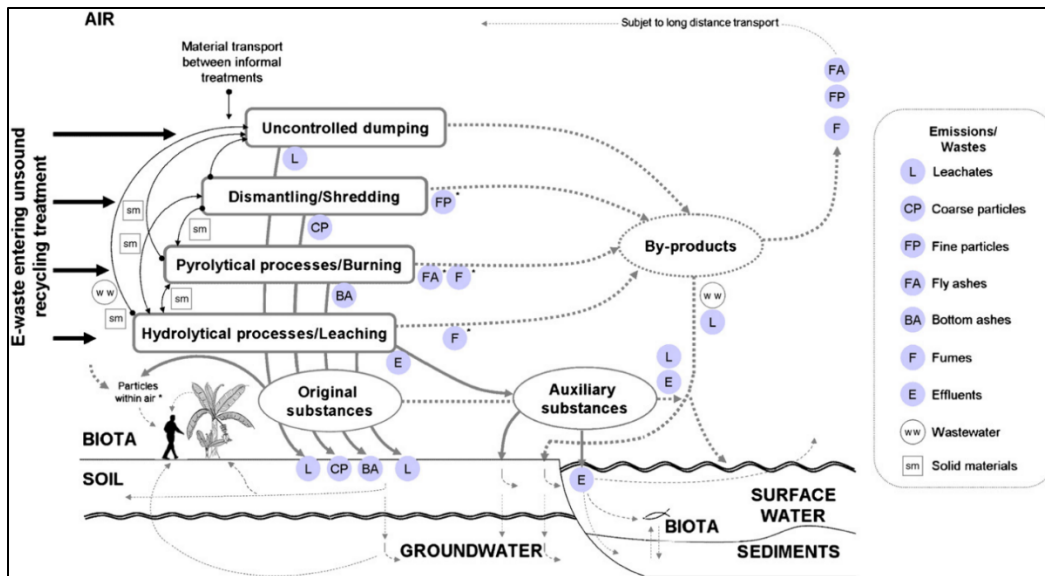 AIR
Subjet to long distance transport
Material transport
between informal
treatments
FA
FP
F
Uncontrolled dumping
L
Dismantling/Shredding
FP*
CP
sm
sm
sm
Pyrolytical processes/Burning
FA* F*
BA
By-products
ww
sm
sm
Hydrolytical processes/Leaching
F*
E
ww
L
E-waste entering unsound
recycling treatment
Particles
within air *
Original
substances
L
E
Auxiliary
substances
BIOTA
SOIL
L CP BA L
E
SURFACE
WATER
BIOTA
GROUNDWATER
SEDIMENTS
Emissions/
Wastes
L Leachates
CP Coarse particles
FP Fine particles
FA Fly ashes
BA Bottom ashes
F Fumes
E Effluents
ww Wastewater
sm Solid materials